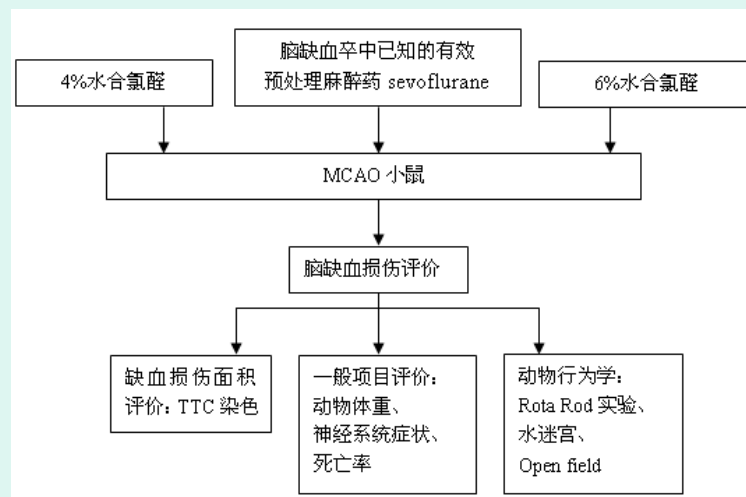 脑缺血卒中已知的有效
预处理麻醉药 sevoflurane
4%水合氯醛
6%水合氯醛
MCAO 小鼠
脑缺血损伤评价
缺血损伤面积
评价: TTC 染色
一般项目评价:
动物体重、
神经系统症状、
死亡率
动物行为学:
Rota Rod 实验、
水迷宫、
Open field